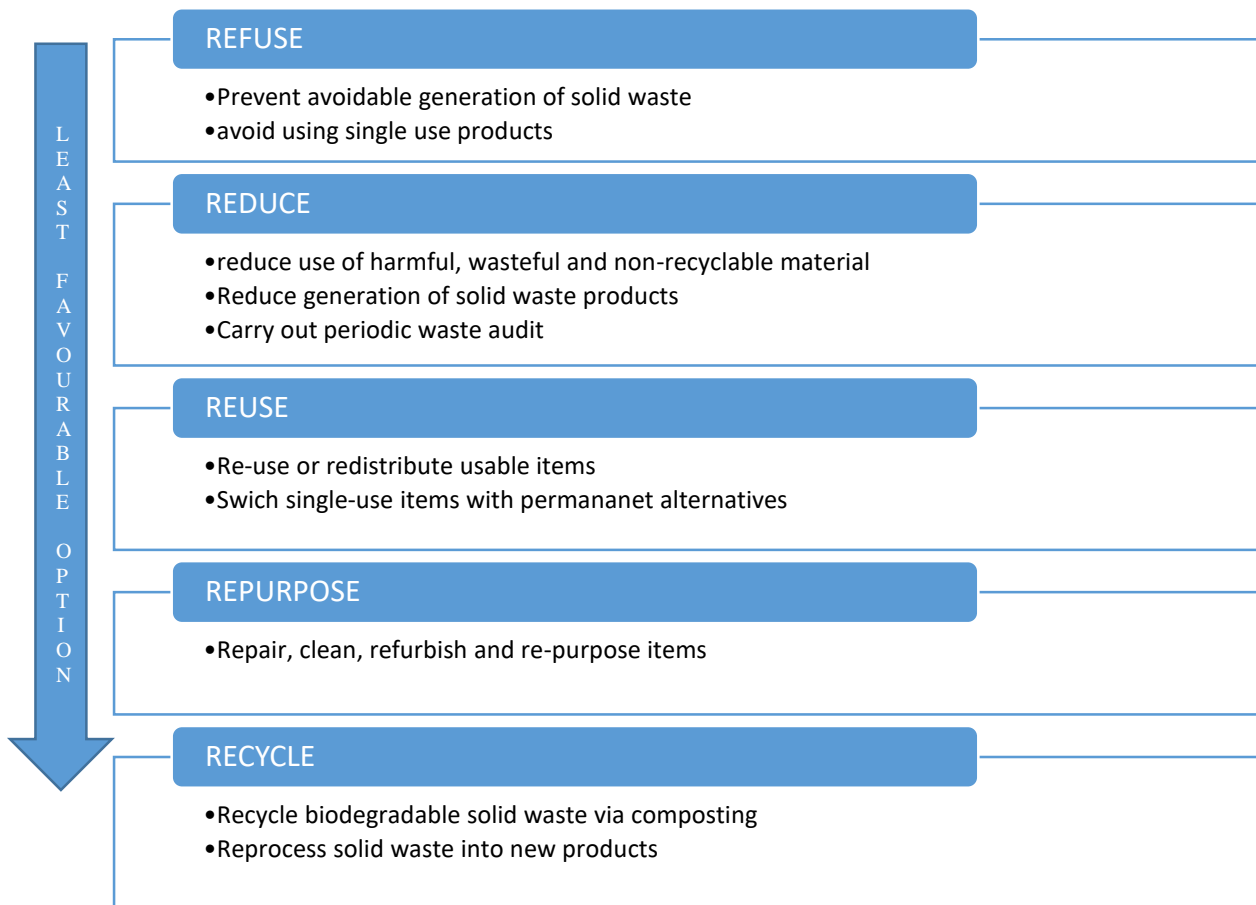 LEAST FAVOURABLE OPTION
REFUSE
•Prevent avoidable generation of solid waste
•avoid using single use products
REDUCE
•reduce use of harmful, wasteful and non-recyclable material
•Reduce generation of solid waste products
•Carry out periodic waste audit
REUSE
•Re-use or redistribute usable items
•Swich single-use items with permananet alternatives
REPURPOSE
•Repair, clean, refurbish and re-purpose items
RECYCLE
•Recycle biodegradable solid waste via composting
•Reprocess solid waste into new products